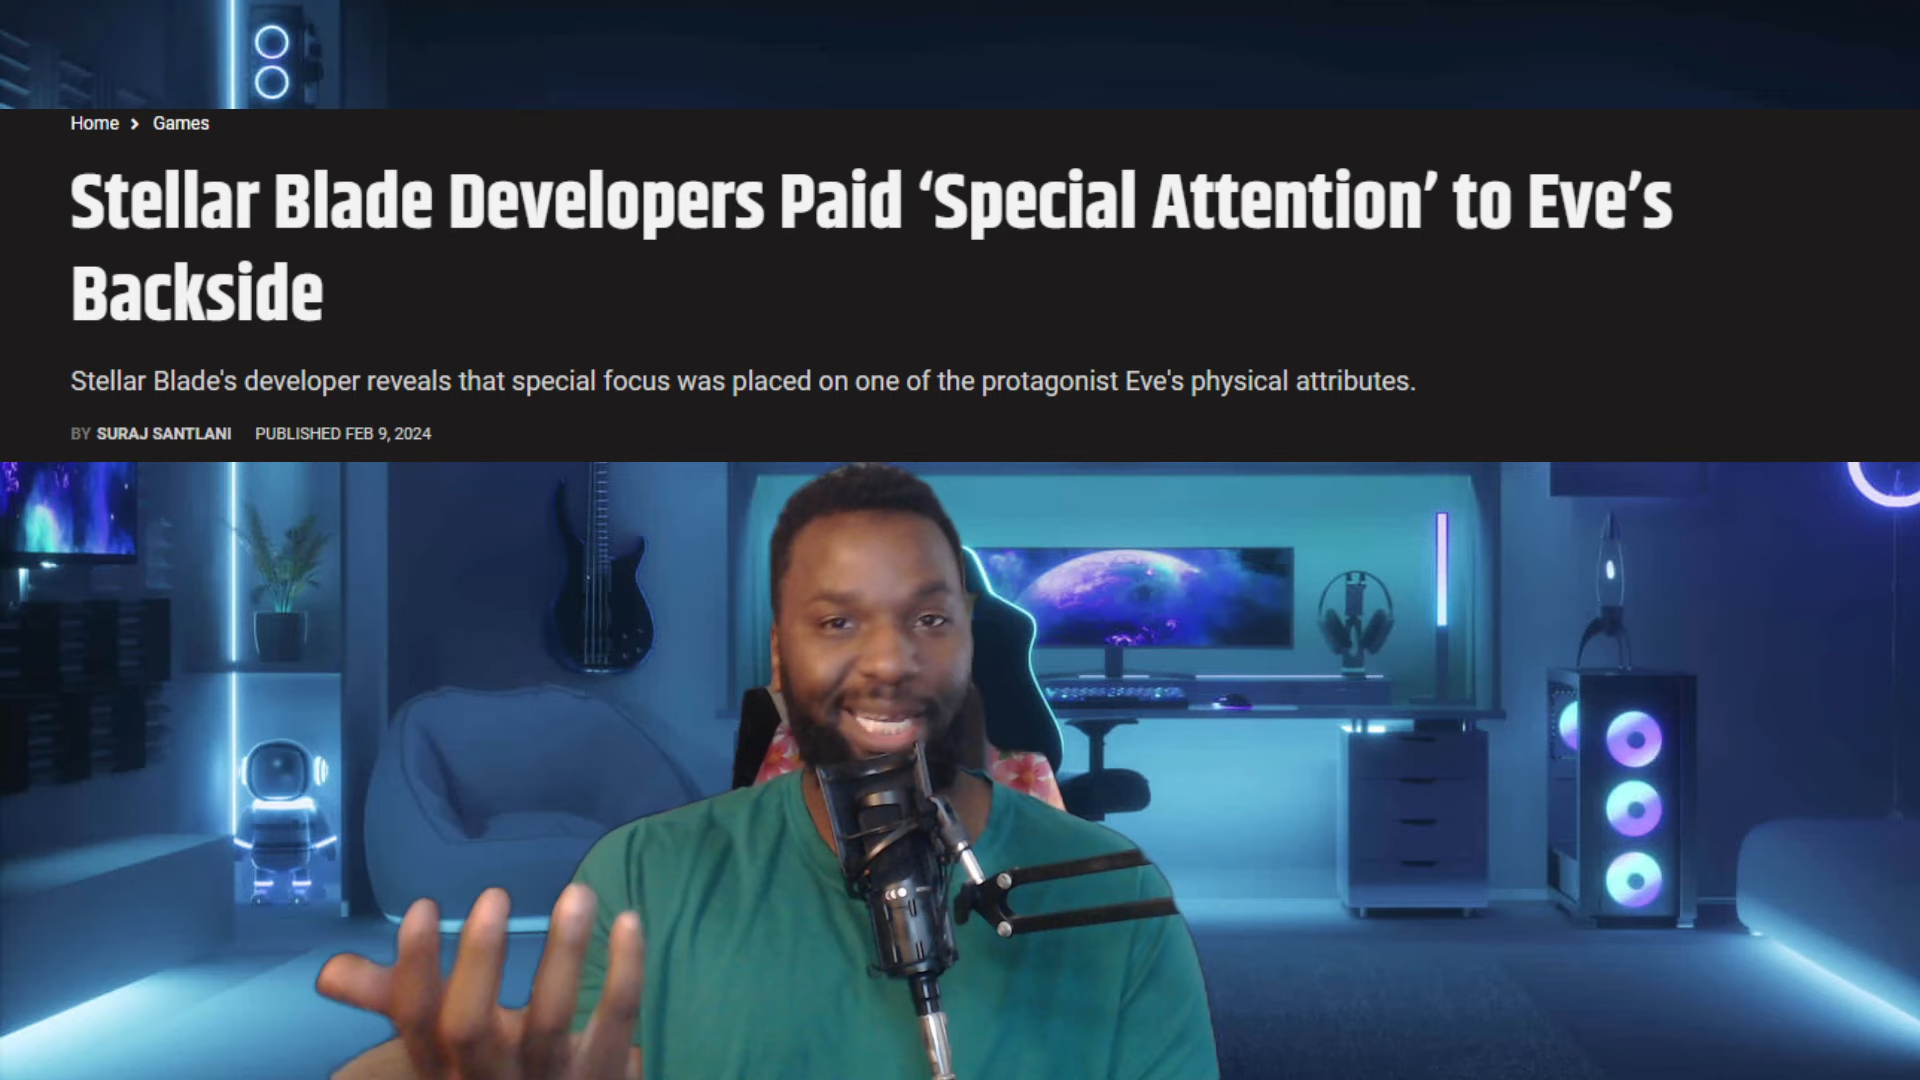 Home > Games
Stellar Blade Developers Paid ‘Special Attention’ to Eve’s
Backside
Stellar Blade's developer reveals that special focus was placed on one of the protagonist Eve's physical attributes.
BY SURAJ SANTLANI PUBLISHED FEB 9, 2024